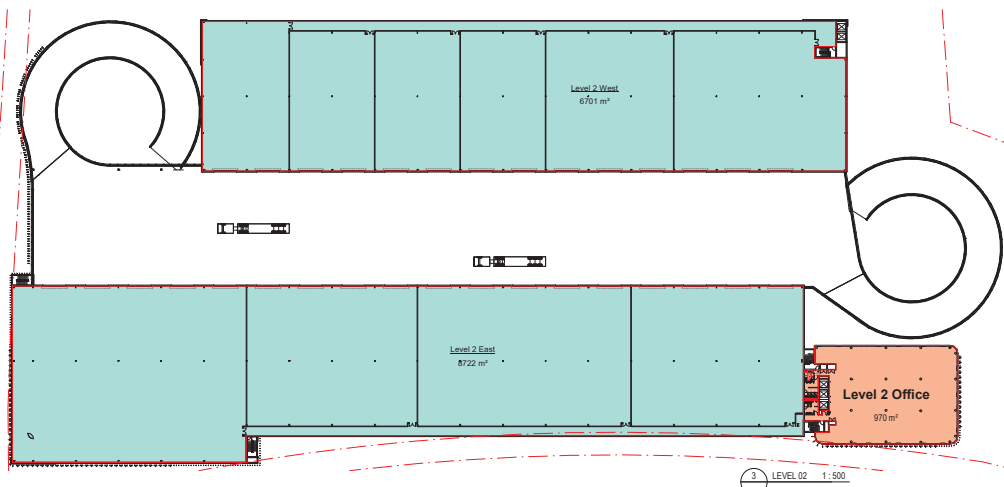 Level 2 West
6701 m²
Level 2 East
8722 m²
Level 2 Office
970 m²
3 LEVEL 02 1 : 500